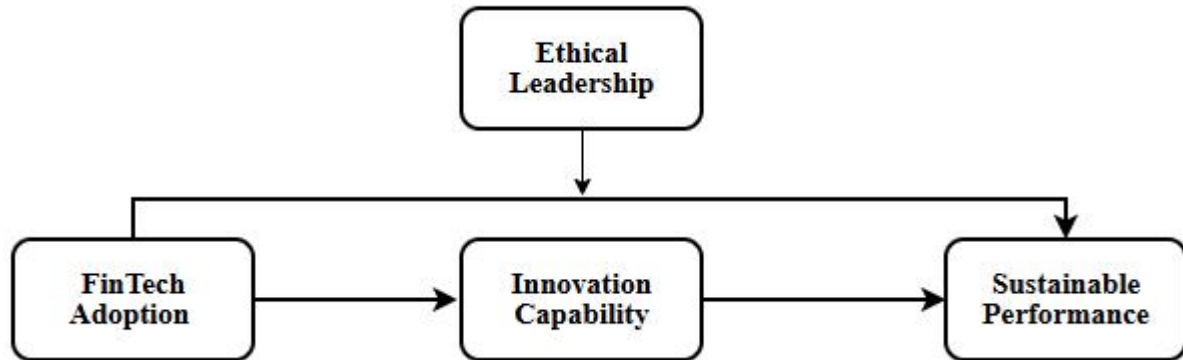 Ethical
Leadership
FinTech
Adoption
Innovation
Capability
Sustainable
Performance